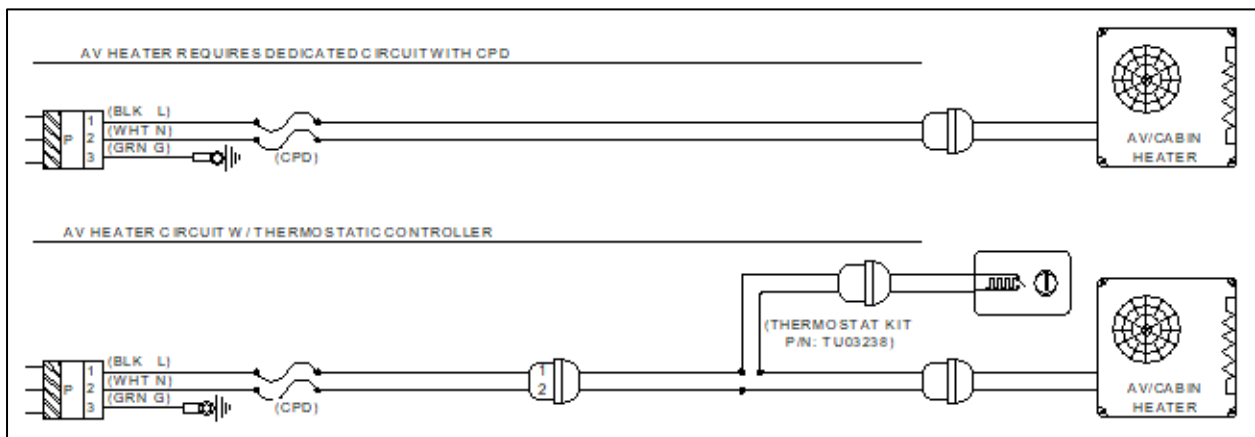 AV HEATER REQUIRES DEDICATED CIRCUIT WITH CPD
(BLK L)
1
(WHT N)
P 2
(GRN G)
3
(CPD)
AV/CABIN
HEATER
AV HEATER CIRCUIT W/ THERMOSTATIC CONTROLLER
(THERMOSTAT KIT
P/N: TU03238)
(BLK L)
1
(WHT N)
P 2
(GRN G)
3
(CPD)
1
2
AV/CABIN
HEATER